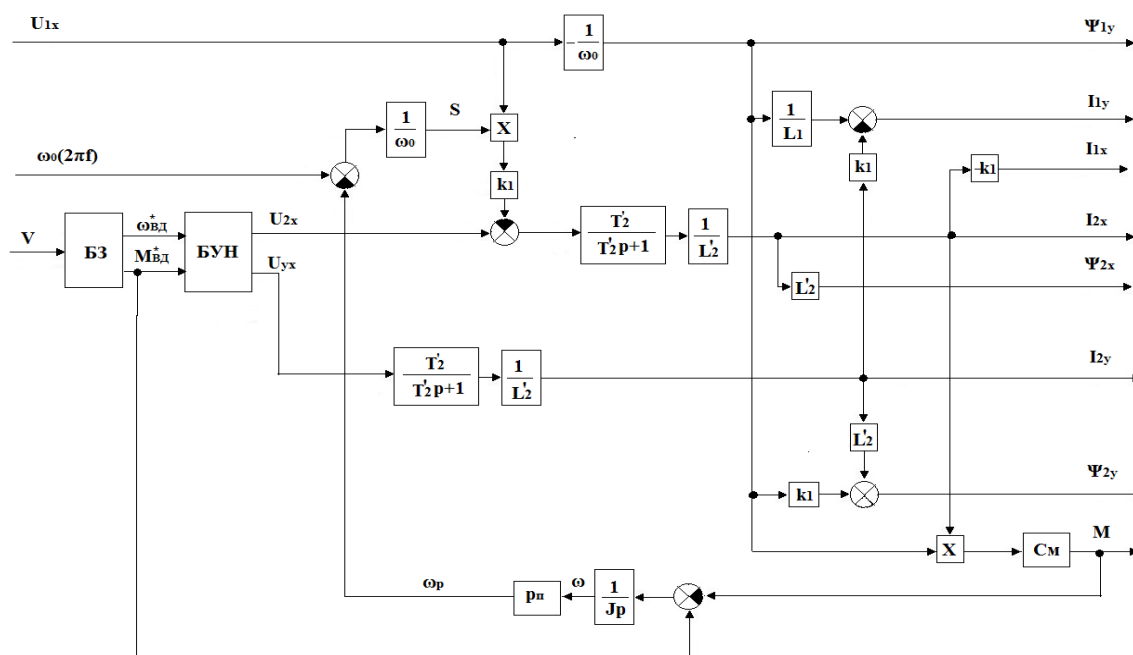 U1x
- 1/ω0
Ψ1y
1/L1
I1y
S
1/ω0
X
k1
I1x
-k1
ω0(2πf)
k1
V
БЗ
ω*ВД
M*ВД
БУН
U2x
Uyx
T'2/T'2p+1
1/L'2
I2x
Ψ2x
L'2
T'2/T'2p+1
1/L'2
I2y
L'2
k1
Ψ2y
X
См
M
ωp
pп
ω
1/Jp